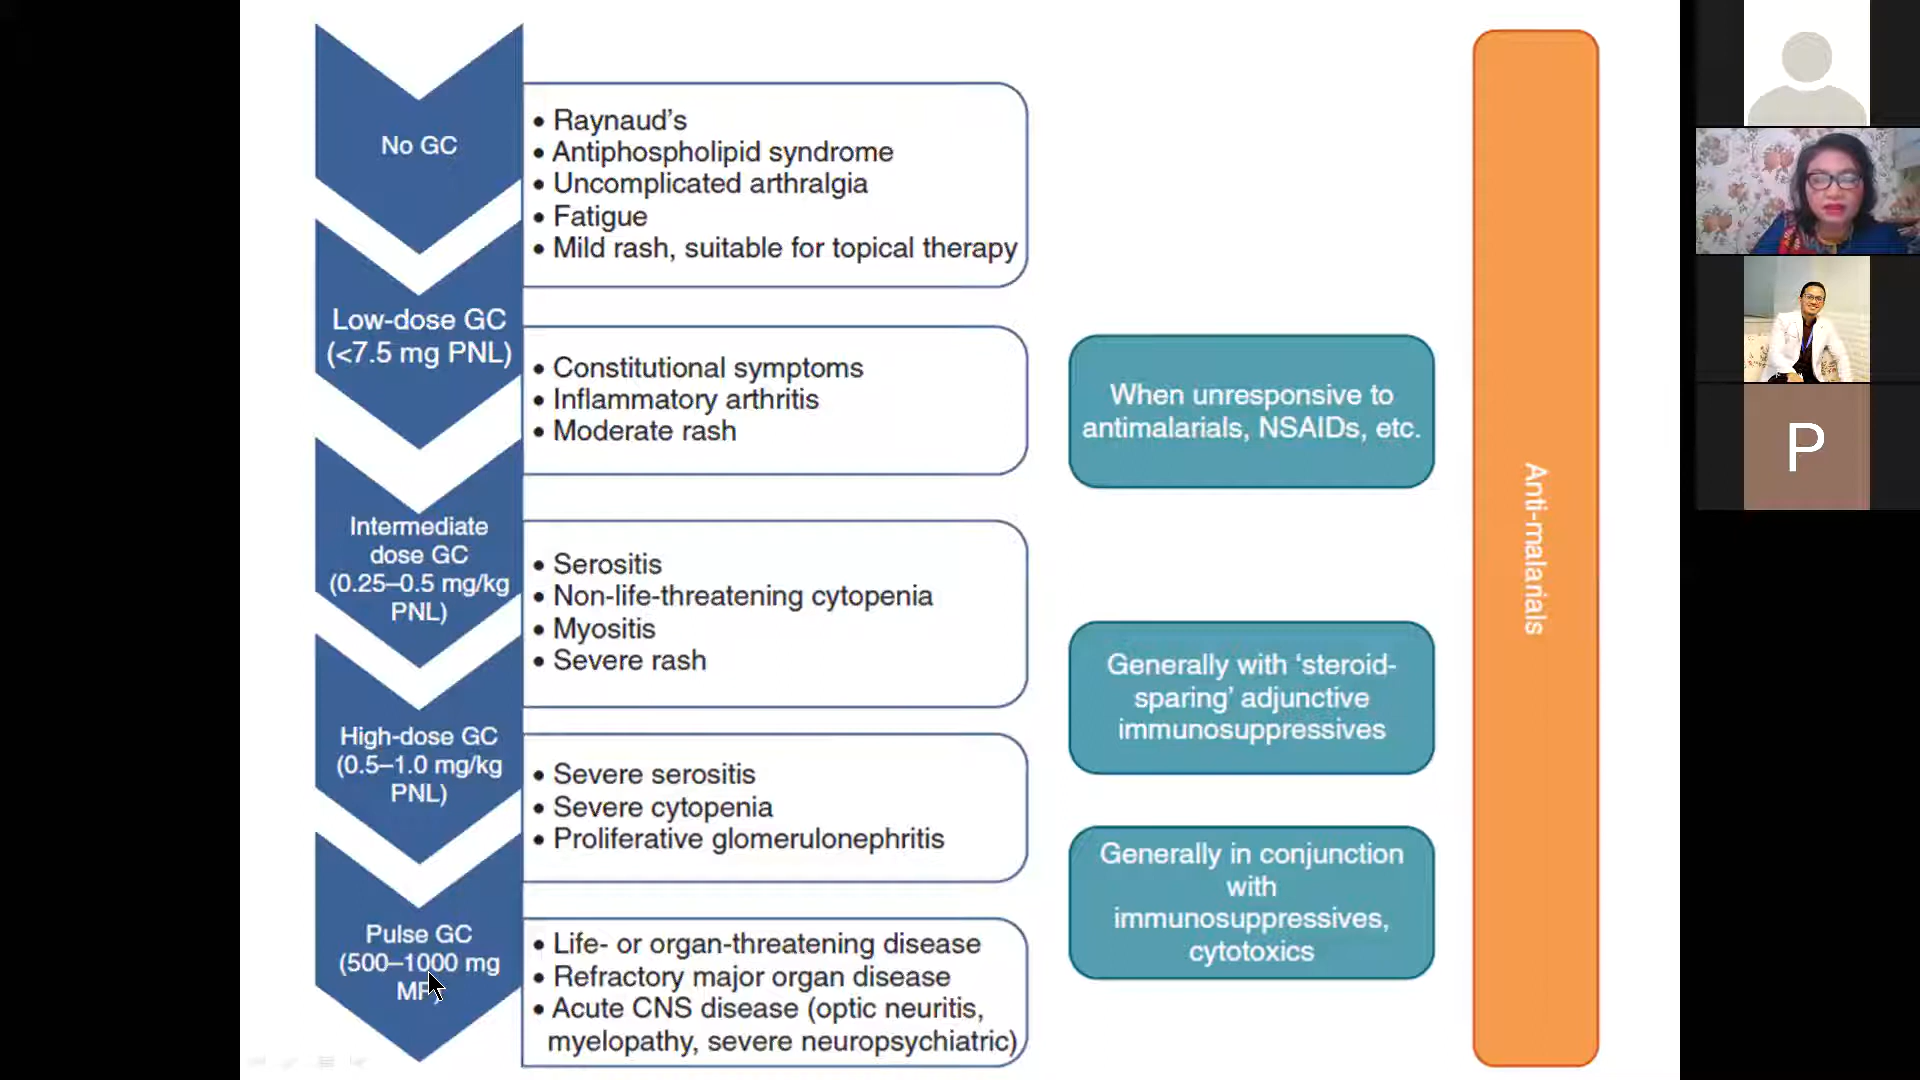 No GC
• Raynaud's
• Antiphospholipid syndrome
• Uncomplicated arthralgia
• Fatigue
• Mild rash, suitable for topical therapy
Low-dose GC
(<7.5 mg PNL)
• Constitutional symptoms
• Inflammatory arthritis
• Moderate rash
When unresponsive to
antimalarials, NSAIDs, etc.
Intermediate
dose GC
(0.25–0.5 mg/kg
PNL)
• Serositis
• Non-life-threatening cytopenia
• Myositis
• Severe rash
Generally with ‘steroid-
sparing’ adjunctive
immunosuppressives
High-dose GC
(0.5–1.0 mg/kg
PNL)
• Severe serositis
• Severe cytopenia
• Proliferative glomerulonephritis
Generally in conjunction
with
immunosuppressives,
cytotoxics
Pulse GC
(500–1000 mg
• Life- or organ-threatening disease
• Refractory major organ disease
• Acute CNS disease (optic neuritis,
myelopathy, severe neuropsychiatric)
Anti-malarials
P